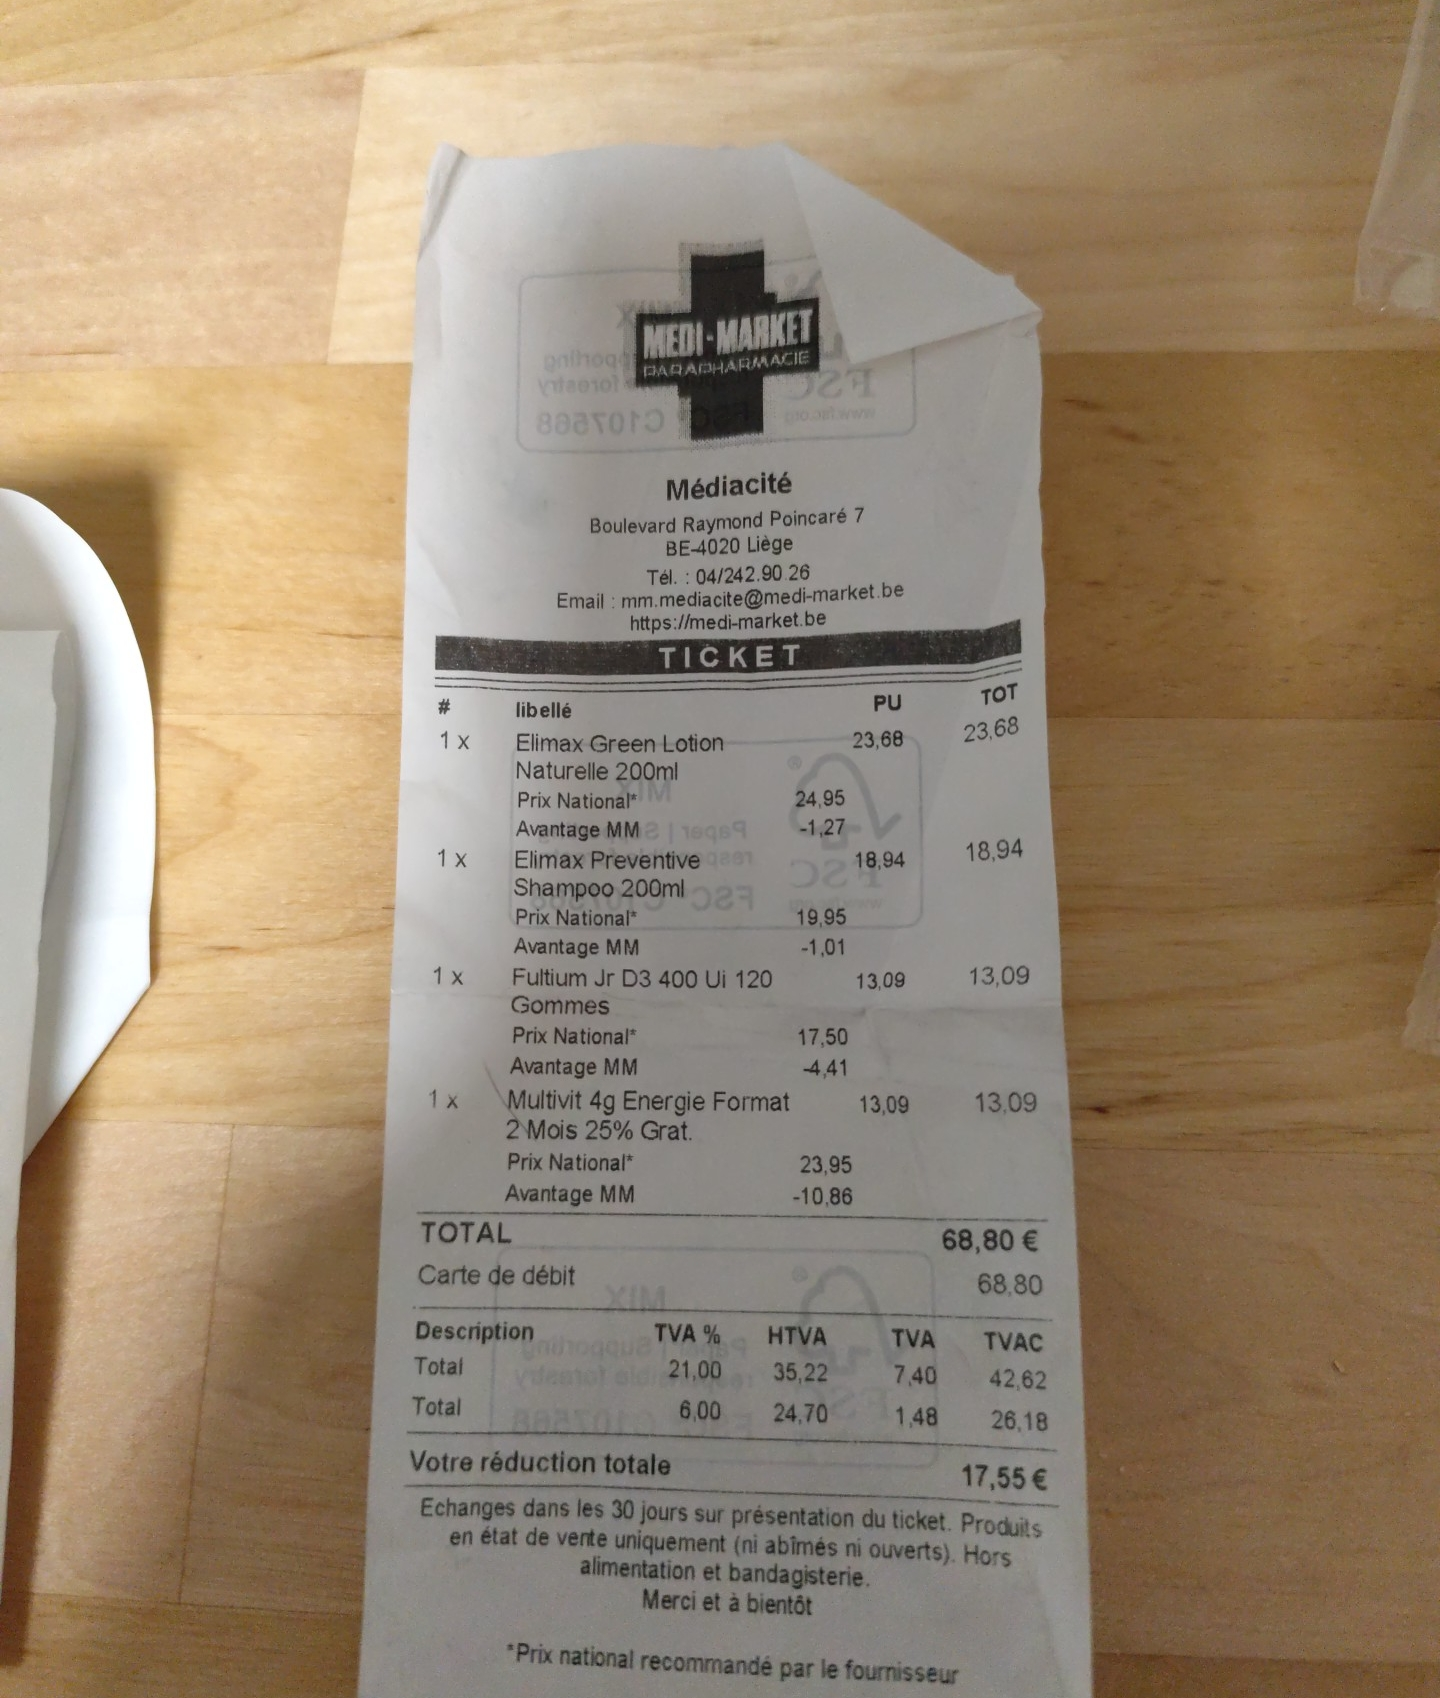 MEDI-MARKET
PARAPHARMACIE
Médiacité
Boulevard Raymond Poincaré 7
BE-4020 Liège
Tél. : 04/242.90.26
Email : mm.mediacite@medi-market.be
https://medi-market.be
TICKET
# libellé PU TOT
1 x Elimax Green Lotion 23,68 23,68
Naturelle 200ml
Prix National* 24,95
Avantage MM -1,27
1 x Elimax Preventive 18,94 18,94
Shampoo 200ml
Prix National* 19,95
Avantage MM -1,01
1 x Fultium Jr D3 400 Ui 120 13,09 13,09
Gommes
Prix National* 17,50
Avantage MM -4,41
1 x Multivit 4g Energie Format 13,09 13,09
2 Mois 25% Grat.
Prix National* 23,95
Avantage MM -10,86
TOTAL 68,80 €
Carte de débit 68,80
Description TVA % HTVA TVA TVAC
Total 21,00 35,22 7,40 42,62
Total 6,00 24,70 1,48 26,18
Votre réduction totale 17,55 €
Echanges dans les 30 jours sur présentation du ticket. Produits
en état de vente uniquement (ni abîmés ni ouverts). Hors
alimentation et bandagisterie.
Merci et à bientôt
*Prix national recommandé par le fournisseur